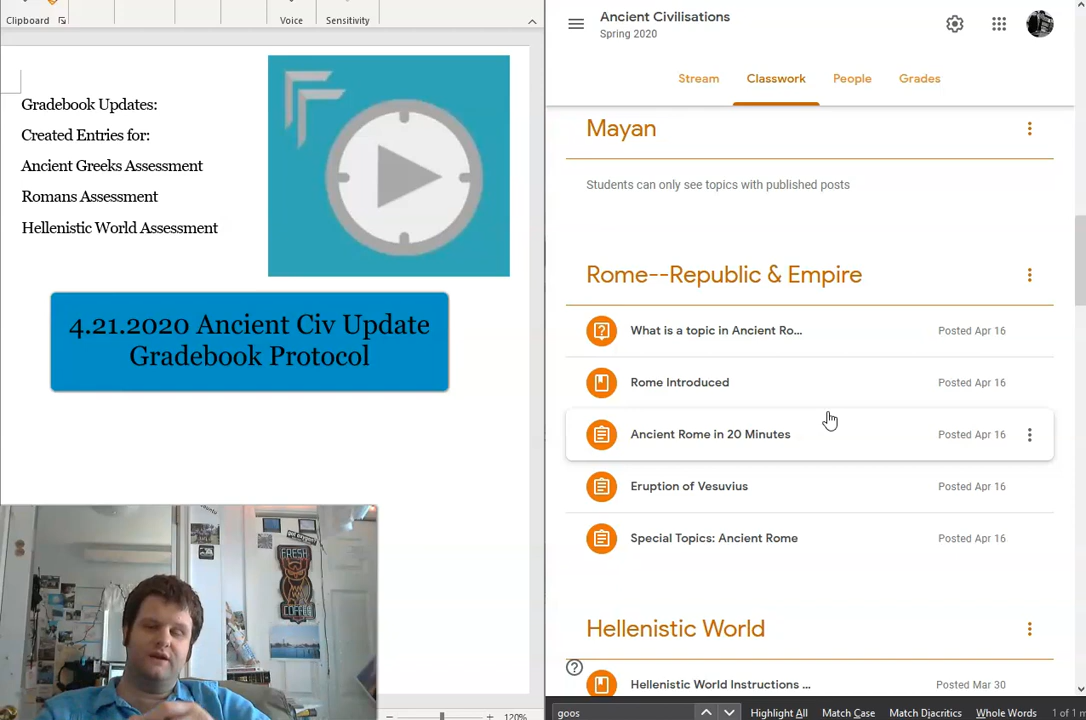 Clipboard
Voice
Sensitivity
Gradebook Updates:
Created Entries for:
Ancient Greeks Assessment
Romans Assessment
Hellenistic World Assessment
4.21.2020 Ancient Civ Update
Gradebook Protocol
FRESH
COFFEE
120%
Ancient Civilisations
Spring 2020
Stream
Classwork
People
Grades
Mayan
Students can only see topics with published posts
Rome--Republic & Empire
What is a topic in Ancient Ro...
Posted Apr 16
Rome Introduced
Posted Apr 16
Ancient Rome in 20 Minutes
Posted Apr 16
Eruption of Vesuvius
Posted Apr 16
Special Topics: Ancient Rome
Posted Apr 16
Hellenistic World
Hellenistic World Instructions ...
Posted Mar 30
goos
Highlight All
Match Case
Match Diacritics
Whole Words
1 of 1 m